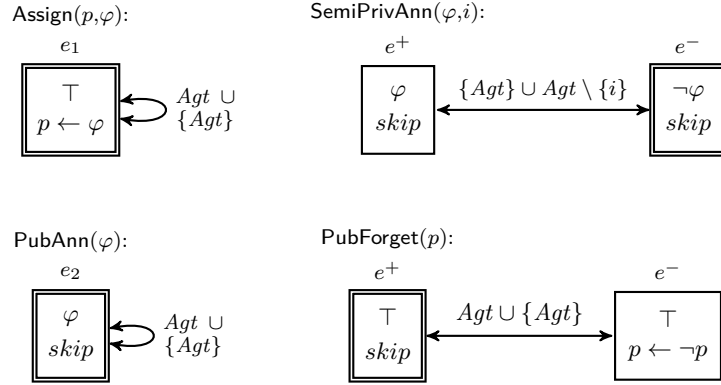 Assign(p,φ):
SemiPrivAnn(φ,i):
e₁
e⁺
e⁻
⊤
p ← φ
Agt ∪
{Agt}
φ
skip
{Agt} ∪ Agt \ {i}
¬φ
skip
PubAnn(φ):
PubForget(p):
e₂
e⁺
e⁻
φ
skip
Agt ∪
{Agt}
⊤
skip
Agt ∪ {Agt}
⊤
p ← ¬p